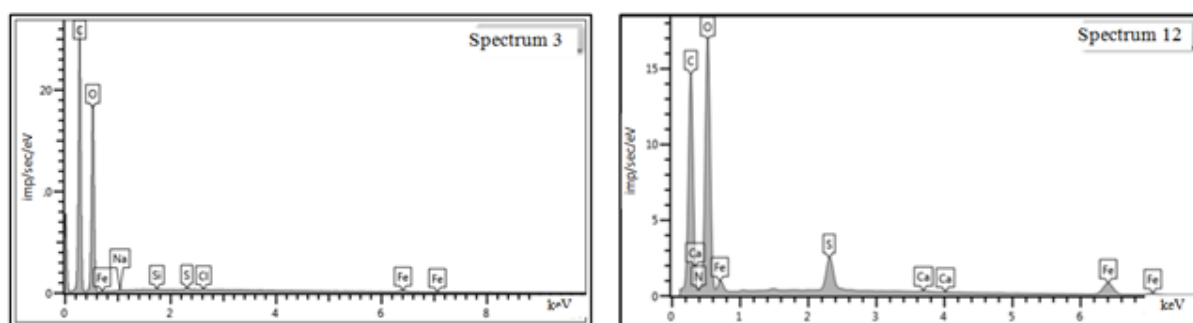 Spectrum 3
C
O
20
imp/sec/eV
.0
Fe
Na
Si
S
Cl
Fe
Fe
0
0
2
4
6
8
keV
Spectrum 12
O
C
15
imp/sec/eV
10
5
Ca
N
Fe
S
Ca
Ca
Fe
Fe
0
0
1
2
3
4
5
6
keV